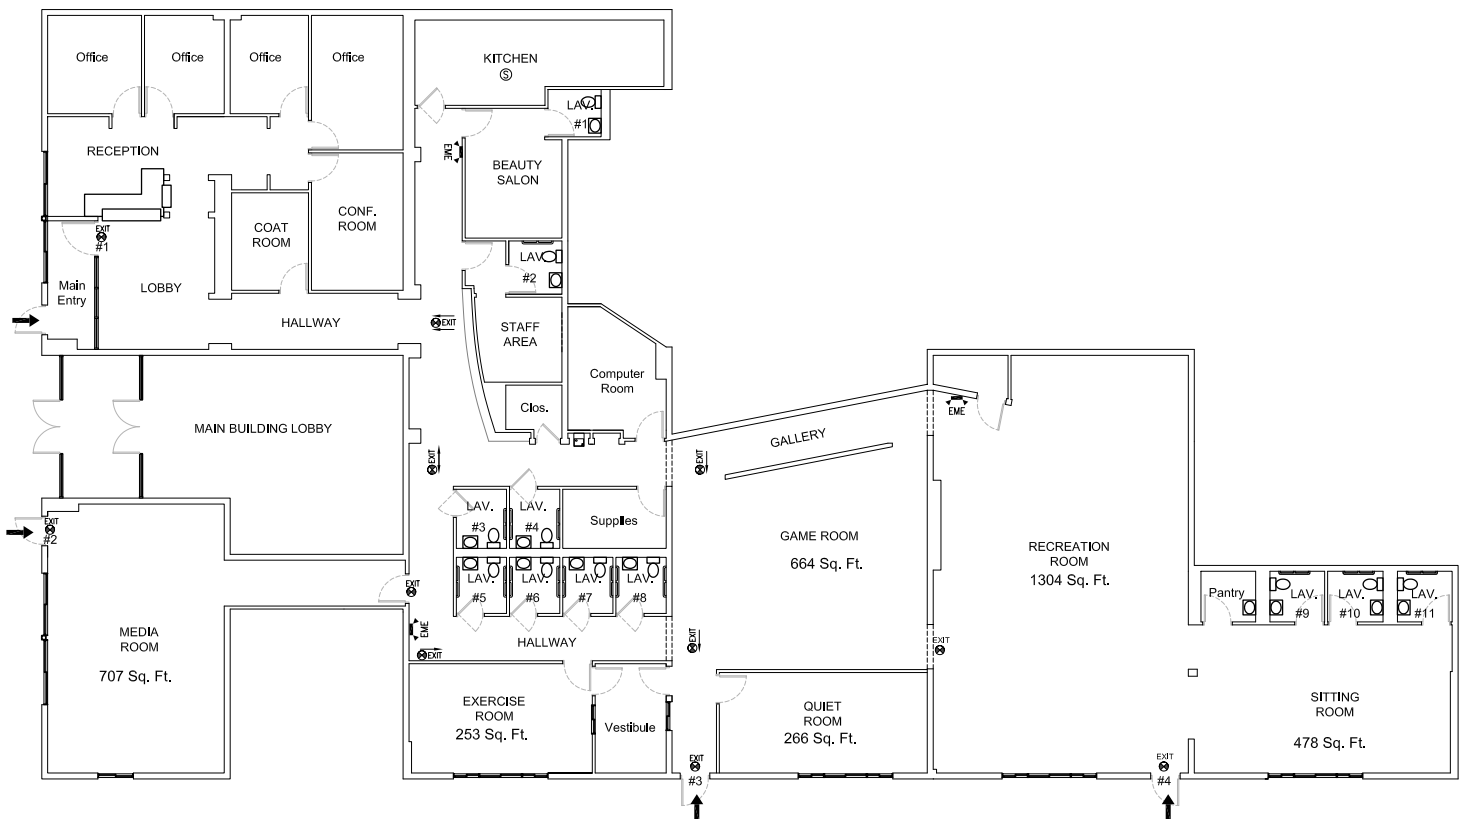 Office
Office
Office
Office
KITCHEN
S
LAV.
#1
RECEPTION
EME
BEAUTY
SALON
CONF.
ROOM
COAT
ROOM
EXIT
#1
LAV.
#2
Main
Entry
LOBBY
HALLWAY
EXIT
STAFF
AREA
Computer
Room
Clos.
EME
MAIN BUILDING LOBBY
GALLERY
EXIT
EXIT
LAV.
#3
LAV.
#4
Supplies
EXIT
#2
GAME ROOM
664 Sq. Ft.
RECREATION
ROOM
1304 Sq. Ft.
LAV.
#5
LAV.
#6
LAV.
#7
LAV.
#8
EXIT
Pantry
LAV.
#9
LAV.
#10
LAV.
#11
MEDIA
ROOM
707 Sq. Ft.
EME
HALLWAY
EXIT
EXIT
EXIT
EXERCISE
ROOM
253 Sq. Ft.
Vestibule
QUIET
ROOM
266 Sq. Ft.
SITTING
ROOM
478 Sq. Ft.
EXIT
#3
EXIT
#4